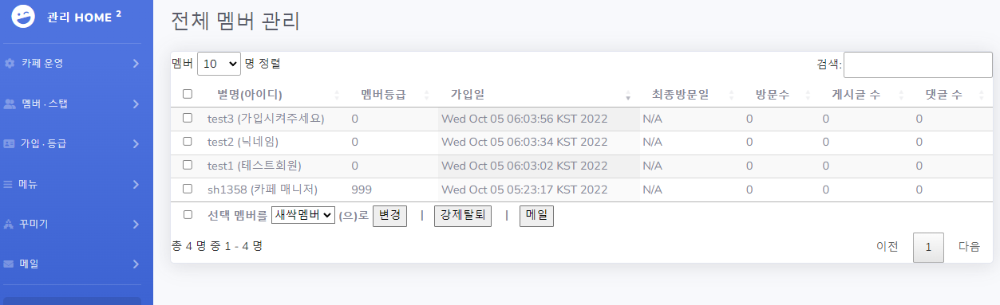 관리 HOME 2
카페 운영
멤버 · 스탭
가입 · 등급
메뉴
꾸미기
메일
전체 멤버 관리
멤버 10 명 정렬 검색:
별명(아이디) 멤버등급 가입일 최종방문일 방문수 게시글 수 댓글 수
test3 (가입시켜주세요) 0 Wed Oct 05 06:03:56 KST 2022 N/A 0 0 0
test2 (닉네임) 0 Wed Oct 05 06:03:34 KST 2022 N/A 0 0 0
test1 (테스트회원) 0 Wed Oct 05 06:03:02 KST 2022 N/A 0 0 0
sh1358 (카페 매니저) 999 Wed Oct 05 05:23:17 KST 2022 N/A 0 0 0
선택 멤버를 새싹멤버 (으)로 변경 | 강제탈퇴 | 메일
총 4 명 중 1 - 4 명 이전 1 다음